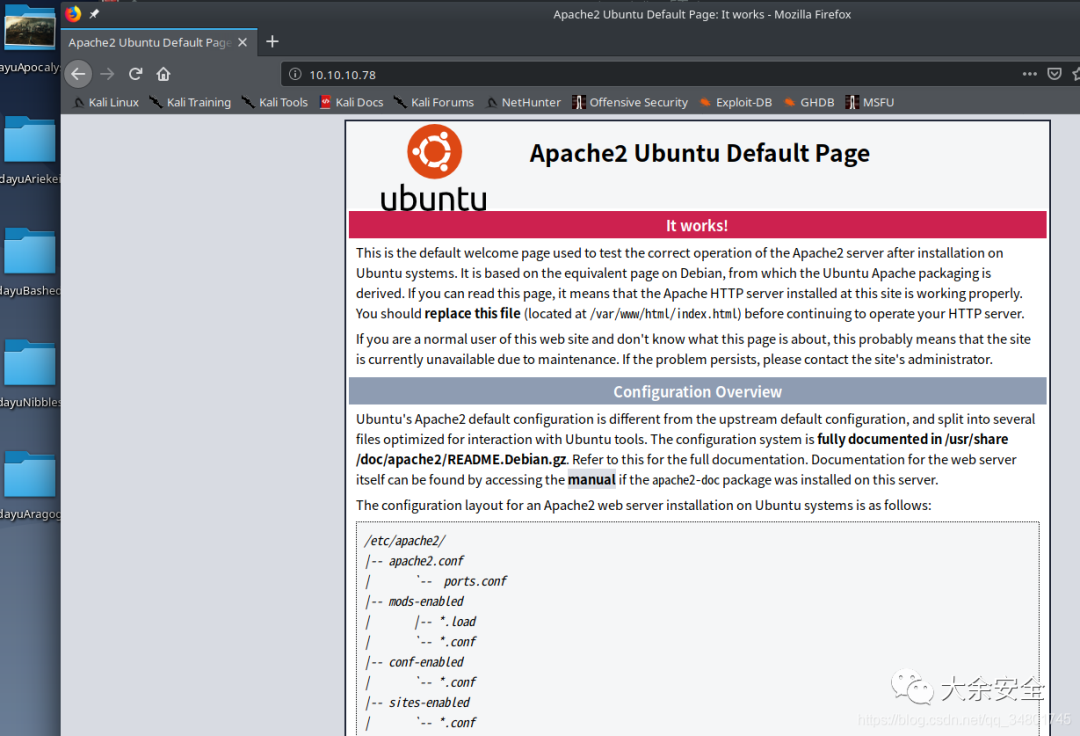 Apache2 Ubuntu Default Page: It works - Mozilla Firefox
Apache2 Ubuntu Default Page
10.10.10.78
Kali Linux Kali Training Kali Tools Kali Docs Kali Forums NetHunter Offensive Security Exploit-DB GHDB MSFU
dayuApocaly
dayuAriekei
dayuBashed
dayuNibbles
dayuAragog
ubuntu
Apache2 Ubuntu Default Page
It works!
This is the default welcome page used to test the correct operation of the Apache2 server after installation on
Ubuntu systems. It is based on the equivalent page on Debian, from which the Ubuntu Apache packaging is
derived. If you can read this page, it means that the Apache HTTP server installed at this site is working properly.
You should replace this file (located at /var/www/html/index.html) before continuing to operate your HTTP server.
If you are a normal user of this web site and don't know what this page is about, this probably means that the site
is currently unavailable due to maintenance. If the problem persists, please contact the site's administrator.
Configuration Overview
Ubuntu's Apache2 default configuration is different from the upstream default configuration, and split into several
files optimized for interaction with Ubuntu tools. The configuration system is fully documented in /usr/share
/doc/apache2/README.Debian.gz. Refer to this for the full documentation. Documentation for the web server
itself can be found by accessing the manual if the apache2-doc package was installed on this server.
The configuration layout for an Apache2 web server installation on Ubuntu systems is as follows:
/etc/apache2/
|-- apache2.conf
| `-- ports.conf
|-- mods-enabled
| |-- *.load
| `-- *.conf
|-- conf-enabled
| `-- *.conf
|-- sites-enabled
| `-- *.conf
大余安全